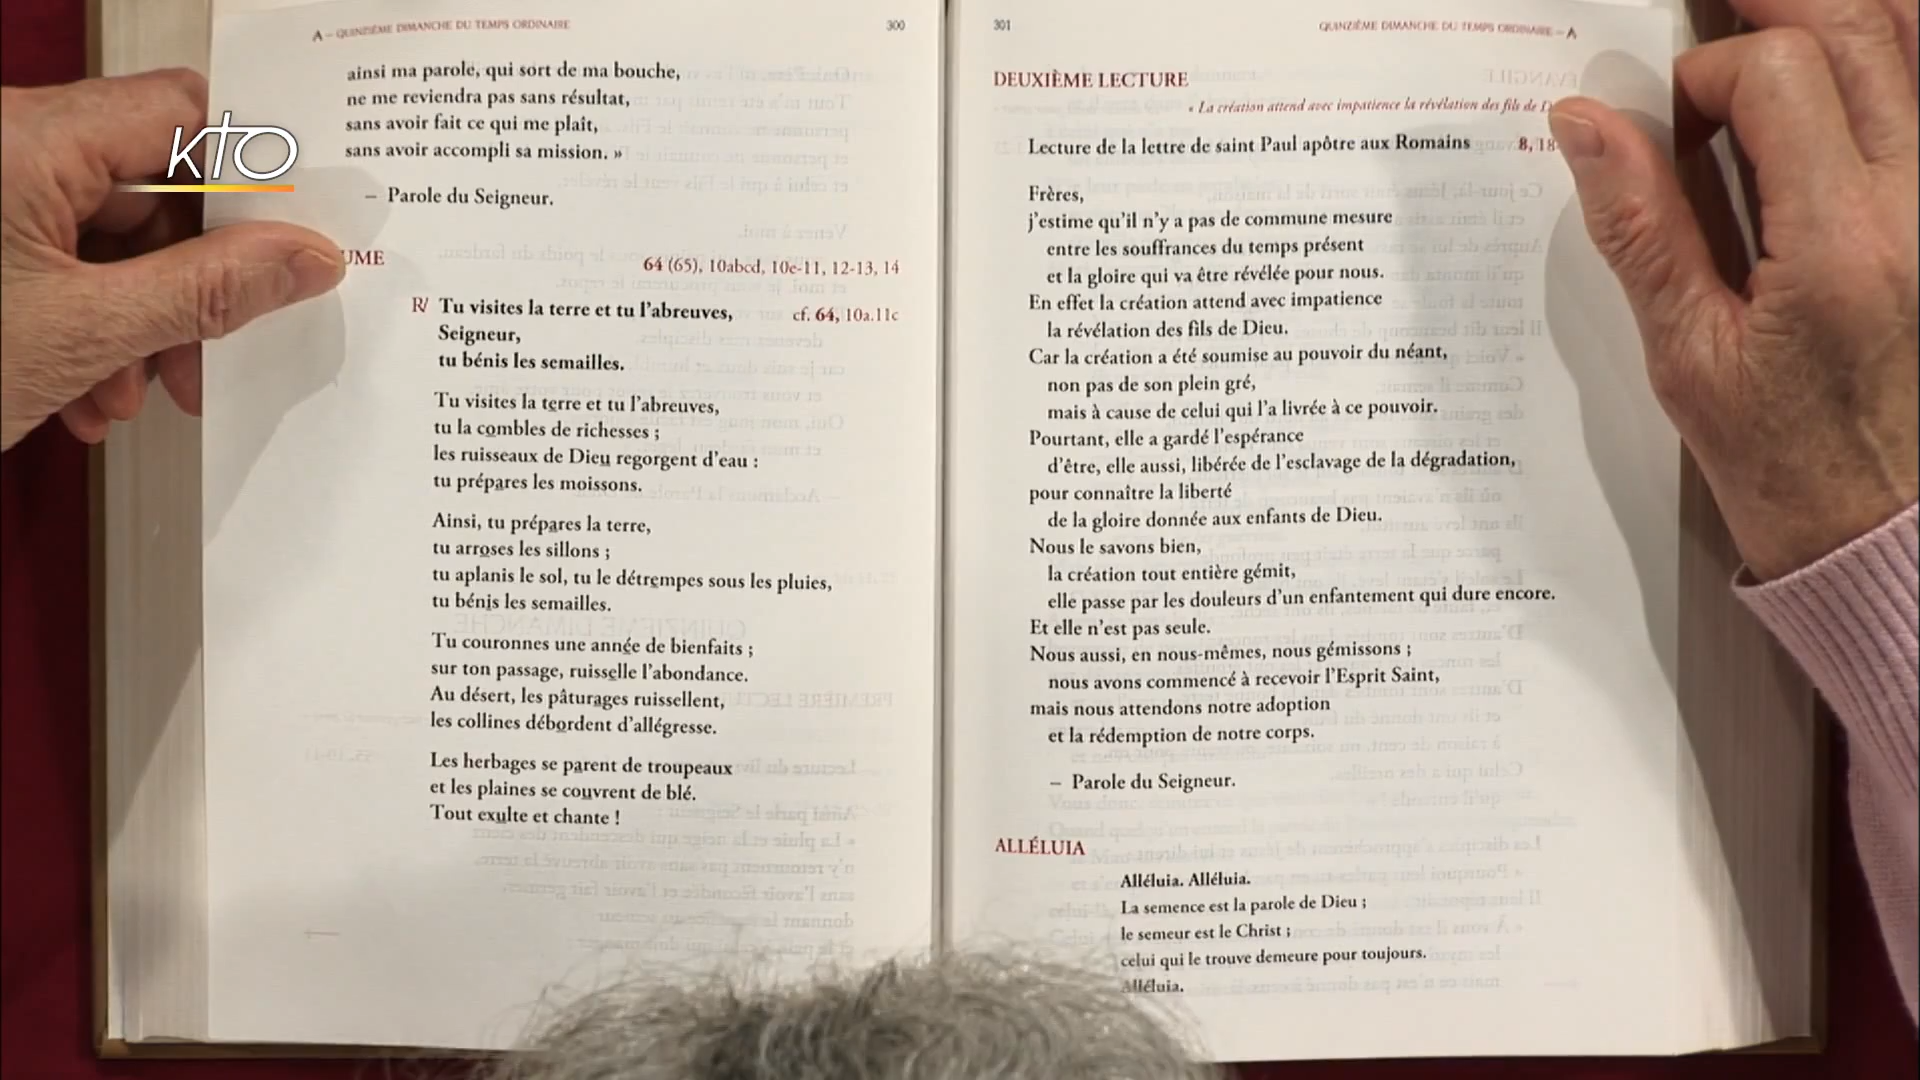 A – QUINZIÈME DIMANCHE DU TEMPS ORDINAIRE 300
ainsi ma parole, qui sort de ma bouche,
ne me reviendra pas sans résultat,
sans avoir fait ce qui me plaît,
sans avoir accompli sa mission. »
– Parole du Seigneur.
UME 64 (65), 10abcd, 10e-11, 12-13, 14
R/ Tu visites la terre et tu l'abreuves, cf. 64, 10a.11c
Seigneur,
tu bénis les semailles.
Tu visites la terre et tu l'abreuves,
tu la combles de richesses ;
les ruisseaux de Dieu regorgent d'eau :
tu prépares les moissons.
Ainsi, tu prépares la terre,
tu arroses les sillons ;
tu aplanis le sol, tu le détrempes sous les pluies,
tu bénis les semailles.
Tu couronnes une année de bienfaits ;
sur ton passage, ruisselle l'abondance.
Au désert, les pâturages ruissellent,
les collines débordent d'allégresse.
Les herbages se parent de troupeaux
et les plaines se couvrent de blé.
Tout exulte et chante !
301 QUINZIÈME DIMANCHE DU TEMPS ORDINAIRE – A
DEUXIÈME LECTURE
« La création attend avec impatience la révélation des fils de D
Lecture de la lettre de saint Paul apôtre aux Romains 8, 18
Frères,
j'estime qu'il n'y a pas de commune mesure
entre les souffrances du temps présent
et la gloire qui va être révélée pour nous.
En effet la création attend avec impatience
la révélation des fils de Dieu.
Car la création a été soumise au pouvoir du néant,
non pas de son plein gré,
mais à cause de celui qui l'a livrée à ce pouvoir.
Pourtant, elle a gardé l'espérance
d'être, elle aussi, libérée de l'esclavage de la dégradation,
pour connaître la liberté
de la gloire donnée aux enfants de Dieu.
Nous le savons bien,
la création tout entière gémit,
elle passe par les douleurs d'un enfantement qui dure encore.
Et elle n'est pas seule.
Nous aussi, en nous-mêmes, nous gémissons ;
nous avons commencé à recevoir l'Esprit Saint,
mais nous attendons notre adoption
et la rédemption de notre corps.
– Parole du Seigneur.
ALLÉLUIA
Alléluia. Alléluia.
La semence est la parole de Dieu ;
le semeur est le Christ ;
celui qui le trouve demeure pour toujours.
Alléluia.
KTO